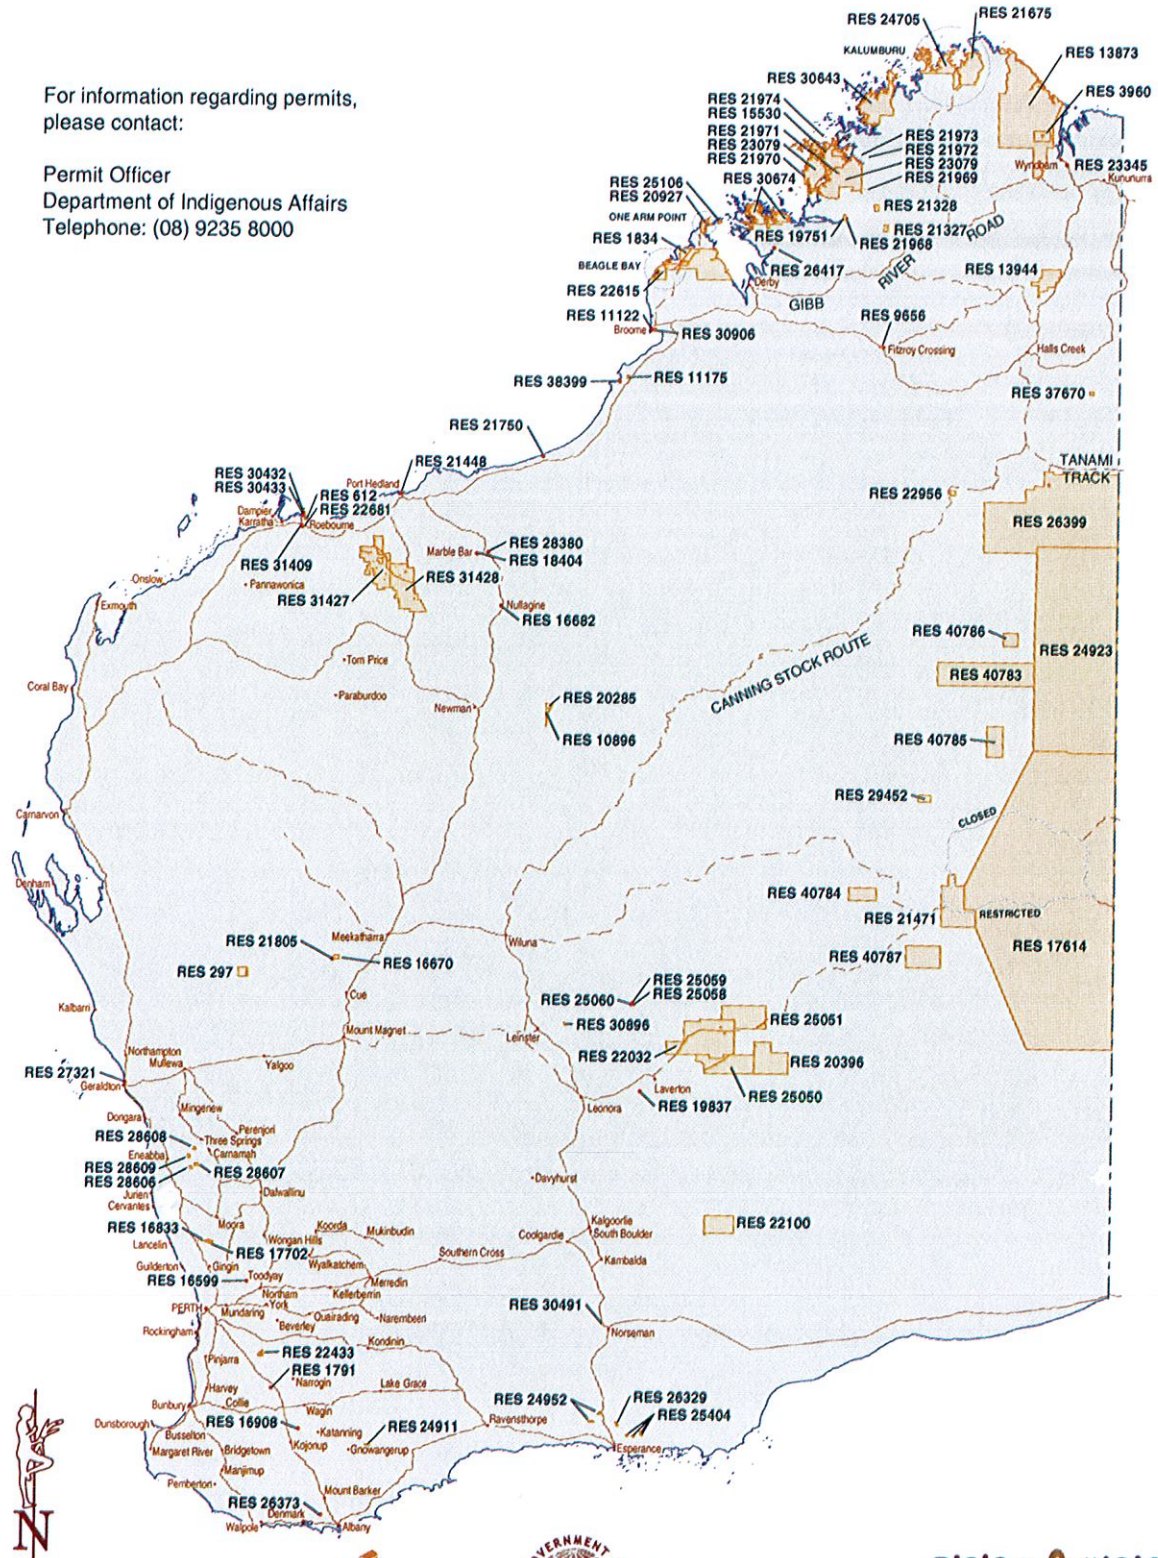 For information regarding permits,
please contact:
Permit Officer
Department of Indigenous Affairs
Telephone: (08) 9235 8000
RES 24705
RES 21675
KALUMBURU
RES 13873
RES 30643
RES 3960
RES 21974
RES 15530
RES 21971
RES 23079
RES 21970
RES 30674
RES 21973
RES 21972
RES 23079
RES 21969
Wyndham
RES 23345
Kununurra
RES 25106
RES 20927
ONE ARM POINT
RES 21328
RES 1834
RES 19751
RES 21327
RES 21968
BEAGLE BAY
RES 26417
RES 13944
RES 22615
Derby
GIBB
RIVER
ROAD
RES 11122
Broome
RES 30906
RES 9656
Fitzroy Crossing
Halls Creek
RES 38399
RES 11175
RES 37670
RES 21750
RES 21448
TANAMI
TRACK
RES 30432
RES 30433
Port Hedland
RES 612
RES 22681
Dampier
Karratha
Roebourne
RES 22956
RES 26399
RES 31409
Marble Bar
RES 28380
RES 18404
Onslow
Pannawonica
RES 31428
RES 31427
Exmouth
Nullagine
RES 16682
RES 40786
RES 24923
Tom Price
CANNING STOCK ROUTE
RES 40783
Coral Bay
Paraburdoo
Newman
RES 20285
RES 10896
RES 40785
RES 29452
Carnarvon
CLOSED
Denham
RES 40784
RES 21471
RESTRICTED
RES 21805
Meekatharra
Wiluna
RES 17614
RES 16670
RES 297
RES 40787
Cue
RES 25059
RES 25060
RES 25058
Kalbarri
Mount Magnet
RES 30896
RES 25051
Leinster
Northampton
Mullewa
Yalgoo
RES 22032
RES 20396
RES 27321
Geraldton
Laverton
RES 25050
RES 19837
Leonora
Mingenew
Dongara
Perenjori
RES 28608
Three Springs
Eneabba
Carnamah
RES 28609
RES 28607
RES 28606
Davyhurst
Jurien
Dalwallinu
Cervantes
RES 16833
Moora
Koorda
Mukinbudin
Kalgoorlie
South Boulder
Coolgardie
RES 22100
Lancelin
RES 17702
Wongan Hills
Southern Cross
Kambalda
Guilderton
Gingin
Wyalkatchem
RES 16599
Toodyay
Merredin
Northam
Kellerberrin
PERTH
Mundaring
York
Quairading
Narembeen
RES 30491
Beverley
Norseman
Rockingham
Kondinin
RES 22433
Pinjarra
RES 1791
Narrogin
Harvey
Lake Grace
Bunbury
Collie
Wagin
RES 24952
RES 26329
RES 25404
Dunsborough
RES 16908
Katanning
RES 24911
Ravensthorpe
Busselton
Kojonup
Gnowangerup
Esperance
Margaret River
Bridgetown
Manjimup
Pemberton
Mount Barker
RES 26373
Denmark
Walpole
Albany
N